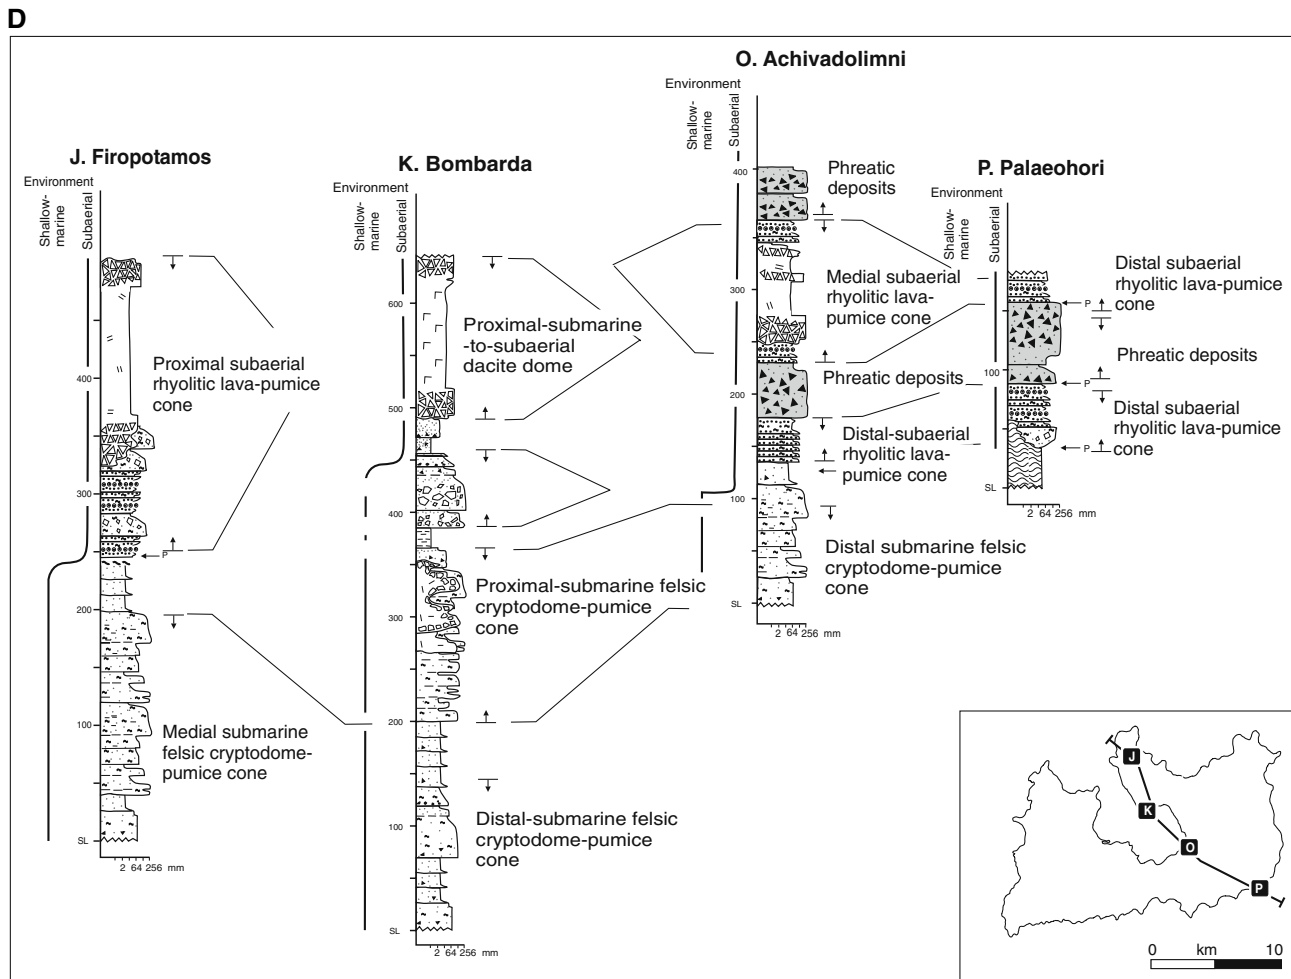 D
J. Firopotamos
Environment
Shallow-
marine
Subaerial
400
300
200
100
SL
2 64 256 mm
P
Proximal subaerial
rhyolitic lava-pumice
cone
Medial submarine
felsic cryptodome-
pumice cone
K. Bombarda
Environment
Shallow-
marine
Subaerial
600
500
400
300
200
100
SL
2 64 256 mm
Proximal-submarine
-to-subaerial
dacite dome
Proximal-submarine felsic
cryptodome-pumice
cone
Distal-submarine felsic
cryptodome-pumice
cone
O. Achivadolimni
Environment
Shallow-
marine
Subaerial
400
300
200
100
SL
2 64 256 mm
Phreatic
deposits
Medial subaerial
rhyolitic lava-
pumice cone
Phreatic deposits
Distal-subaerial
rhyolitic lava-
pumice cone
Distal submarine felsic
cryptodome-pumice
cone
P. Palaeohori
Environment
Shallow-
marine
Subaerial
100
SL
2 64 256 mm
P
P
P
Distal subaerial
rhyolitic lava-pumice
cone
Phreatic deposits
Distal subaerial
rhyolitic lava-pumice
cone
J
K
O
P
0 km 10